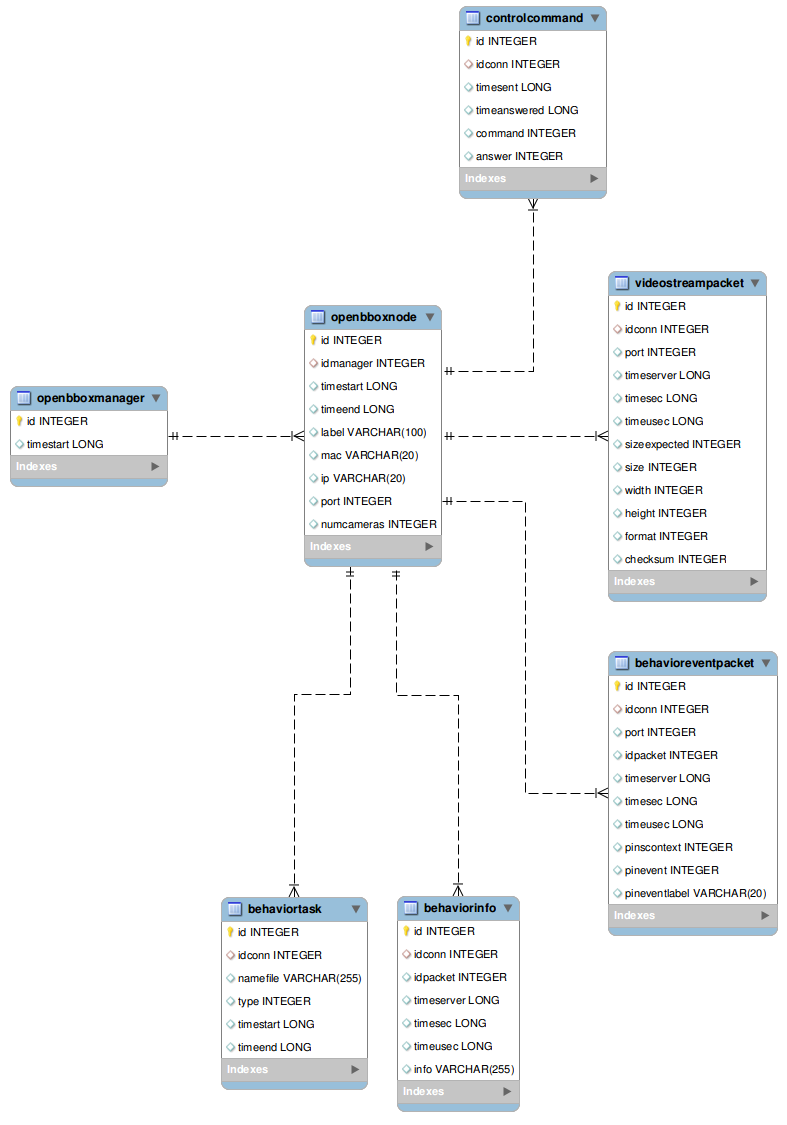 controlcommand
id INTEGER
idconn INTEGER
timesent LONG
timeanswered LONG
command INTEGER
answer INTEGER
Indexes
videostreampacket
id INTEGER
idconn INTEGER
port INTEGER
timeserver LONG
timesec LONG
timeusec LONG
sizeexpected INTEGER
size INTEGER
width INTEGER
height INTEGER
format INTEGER
checksum INTEGER
Indexes
openbboxnode
id INTEGER
idmanager INTEGER
timestart LONG
timeend LONG
label VARCHAR(100)
mac VARCHAR(20)
ip VARCHAR(20)
port INTEGER
numcameras INTEGER
Indexes
openbboxmanager
id INTEGER
timestart LONG
Indexes
behavioreventpacket
id INTEGER
idconn INTEGER
port INTEGER
idpacket INTEGER
timeserver LONG
timesec LONG
timeusec LONG
pinscontext INTEGER
pinevent INTEGER
pineventlabel VARCHAR(20)
Indexes
behaviortask
id INTEGER
idconn INTEGER
namefile VARCHAR(255)
type INTEGER
timestart LONG
timeend LONG
Indexes
behaviorinfo
id INTEGER
idconn INTEGER
idpacket INTEGER
timeserver LONG
timesec LONG
timeusec LONG
info VARCHAR(255)
Indexes